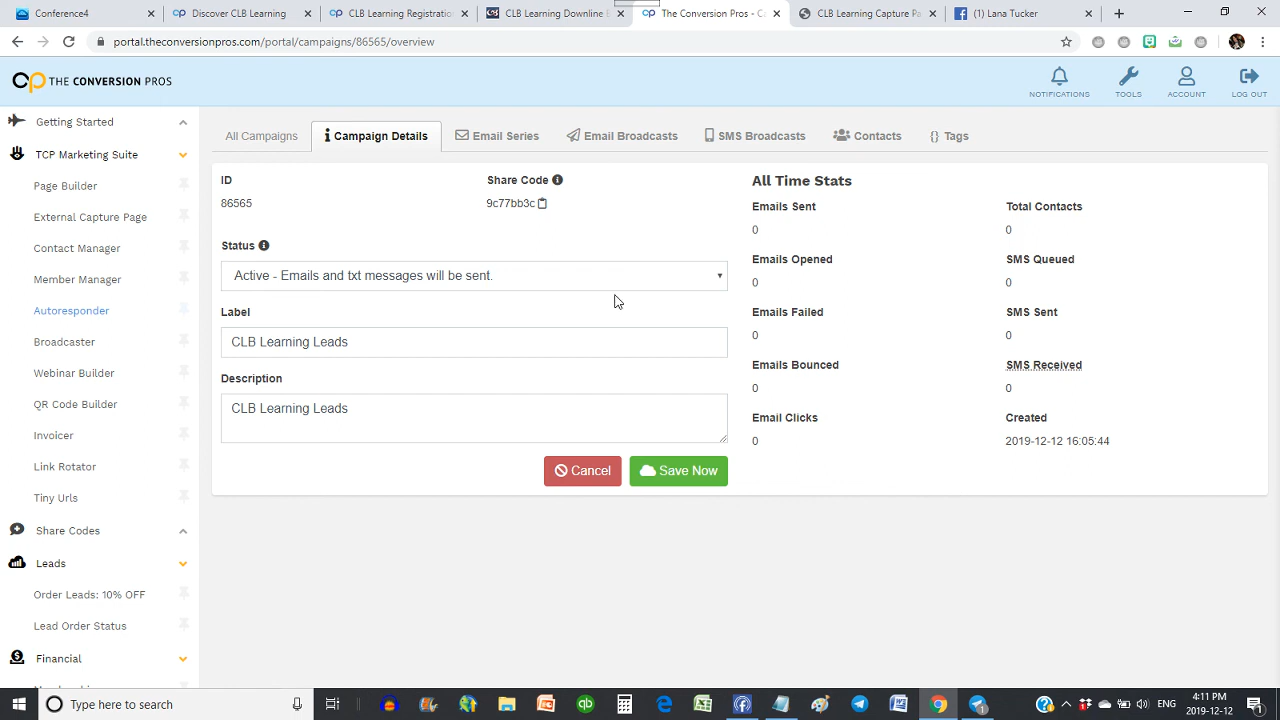 Conference4
Discover CLB Learning
CLB Learning Registration
CLB Learning Downline B
The Conversion Pros - Ca
CLB Learning Capture Pa
(1) Lana Tucker
portal.theconversionpros.com/portal/campaigns/86565/overview
cp THE CONVERSION PROS
NOTIFICATIONS
TOOLS
ACCOUNT
LOG OUT
Getting Started
TCP Marketing Suite
Page Builder
External Capture Page
Contact Manager
Member Manager
Autoresponder
Broadcaster
Webinar Builder
QR Code Builder
Invoicer
Link Rotator
Tiny Urls
Share Codes
Leads
Order Leads: 10% OFF
Lead Order Status
Financial
All Campaigns
Campaign Details
Email Series
Email Broadcasts
SMS Broadcasts
Contacts
{} Tags
ID
Share Code
86565
9c77bb3c
Status
Active - Emails and txt messages will be sent.
Label
CLB Learning Leads
Description
CLB Learning Leads
Cancel
Save Now
All Time Stats
Emails Sent
Total Contacts
0
0
Emails Opened
SMS Queued
0
0
Emails Failed
SMS Sent
0
0
Emails Bounced
SMS Received
0
0
Email Clicks
Created
0
2019-12-12 16:05:44
Type here to search
ENG
4:11 PM
2019-12-12